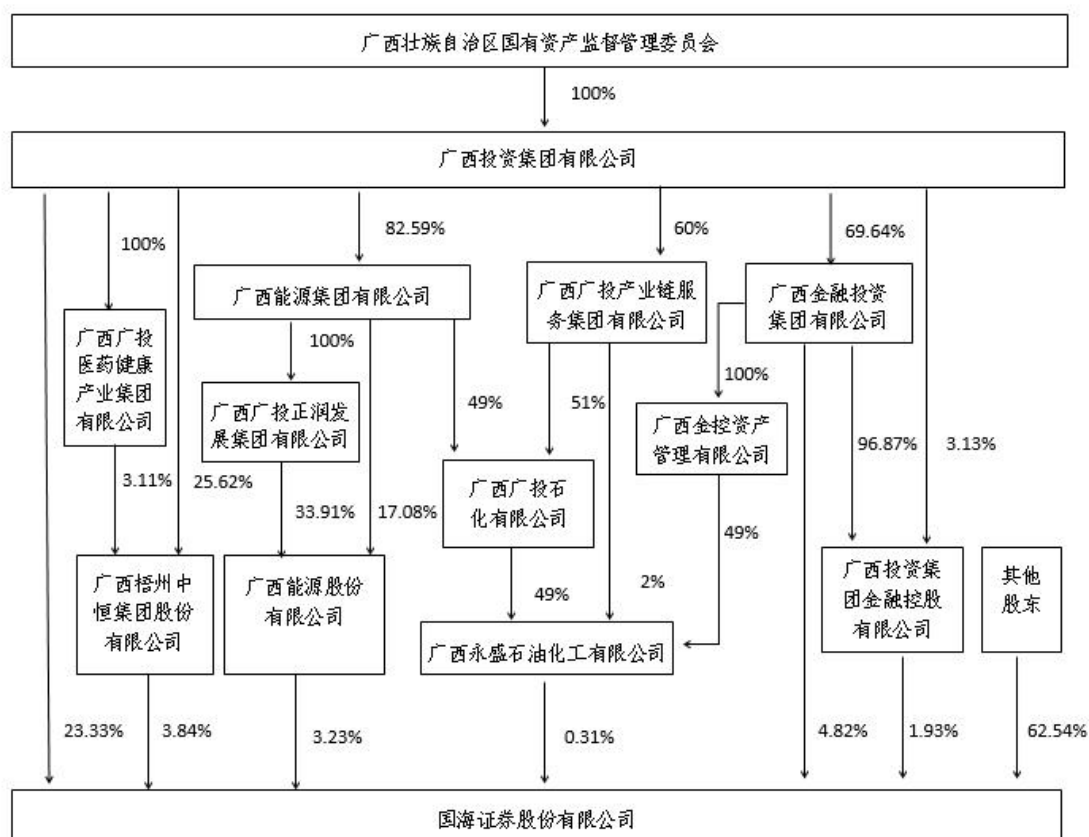 广西壮族自治区国有资产监督管理委员会
100%
广西投资集团有限公司
82.59%
60%
69.64%
100%
广西能源集团有限公司
广西广投产业链服
务集团有限公司
广西金融投资
集团有限公司
广西广投
医药健康
产业集团
有限公司
100%
49%
51%
100%
广西广投正润发
展集团有限公司
广西金控资产
管理有限公司
96.87%
3.13%
3.11%
25.62%
33.91%
17.08%
广西广投石
化有限公司
49%
广西梧州中
恒集团股份
有限公司
广西能源股份
有限公司
49%
2%
广西投资集
团金融控股
有限公司
其他
股东
广西永盛石油化工有限公司
23.33%
3.84%
3.23%
0.31%
4.82%
1.93%
62.54%
国海证券股份有限公司